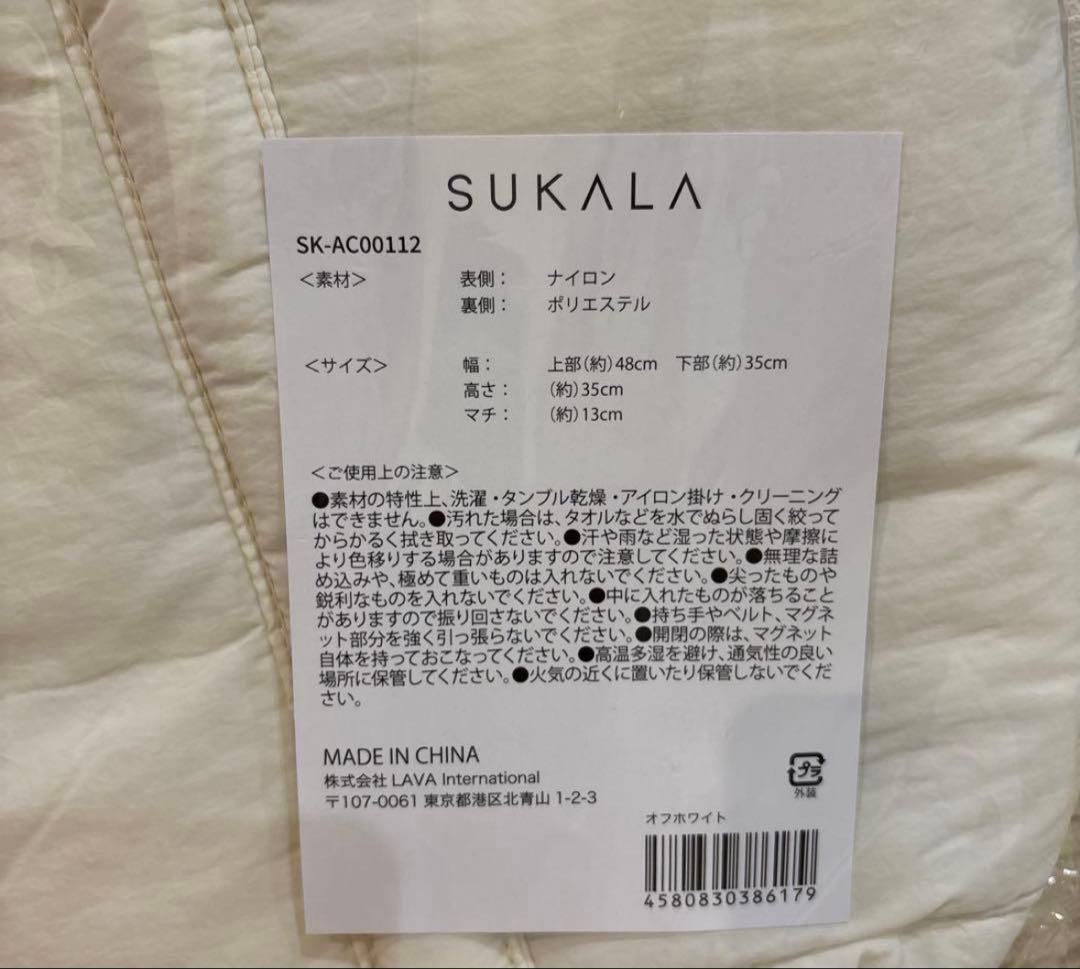 SUKALA
SK-AC00112
＜素材＞ 表側： ナイロン
裏側： ポリエステル
＜サイズ＞ 幅： 上部（約）48cm 下部（約）35cm
高さ： （約）35cm
マチ： （約）13cm
＜ご使用上の注意＞
●素材の特性上、洗濯・タンブル乾燥・アイロン掛け・クリーニング
はできません。●汚れた場合は、タオルなどを水でぬらし固く絞って
からかるく拭き取ってください。●汗や雨など湿った状態や摩擦に
より色移りする場合がありますので注意してください。●無理な詰
め込みや、極めて重いものは入れないでください。●尖ったものや
鋭利なものを入れないでください。●中に入れたものが落ちること
がありますので振り回さないでください。●持ち手やベルト、マグネ
ット部分を強く引っ張らないでください。●開閉の際は、マグネット
自体を持っておこなってください。●高温多湿を避け、通気性の良い
場所に保管してください。●火気の近くに置いたり保管しないでくだ
さい。
MADE IN CHINA
株式会社 LAVA International
〒107-0061 東京都港区北青山 1-2-3
プラ
外装
オフホワイト
4580830386179